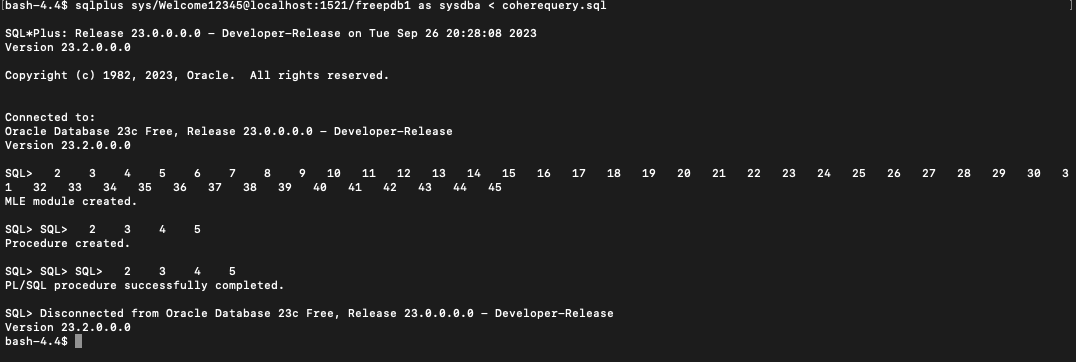 [bash-4.4$ sqlplus sys/Welcome12345@localhost:1521/freepdb1 as sysdba < coherequery.sql ]
SQL*Plus: Release 23.0.0.0.0 - Developer-Release on Tue Sep 26 20:28:08 2023
Version 23.2.0.0.0
Copyright (c) 1982, 2023, Oracle.  All rights reserved.
Connected to:
Oracle Database 23c Free, Release 23.0.0.0.0 - Developer-Release
Version 23.2.0.0.0
SQL>   2    3    4    5    6    7    8    9   10   11   12   13   14   15   16   17   18   19   20   21   22   23   24   25   26   27   28   29   30   3
1   32   33   34   35   36   37   38   39   40   41   42   43   44   45
MLE module created.
SQL> SQL>   2    3    4    5
Procedure created.
SQL> SQL> SQL>   2    3    4    5
PL/SQL procedure successfully completed.
SQL> Disconnected from Oracle Database 23c Free, Release 23.0.0.0.0 - Developer-Release
Version 23.2.0.0.0
bash-4.4$